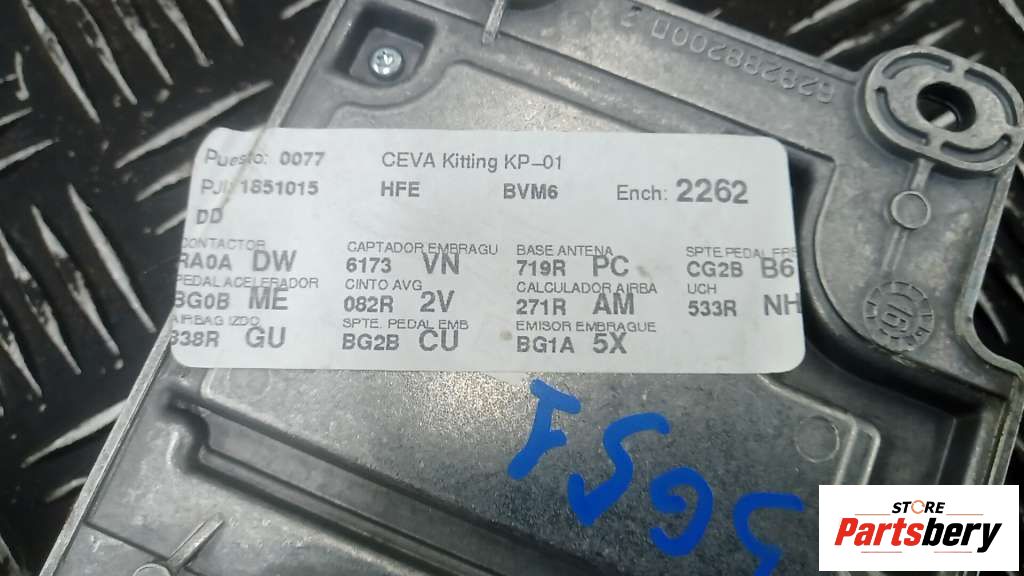 628288200D 2
Puesto: 0077 CEVA Kitting KP-01
PJI: 1851015 HFE BVM6 Ench: 2262
DD
CONTACTOR CAPTADOR EMBRAGU BASE ANTENA SPTE.PEDAL FRE
RA0A DW 6173 VN 719R PC CG2B B6
PEDAL ACELERADOR CINTO AVG CALCULADOR AIRBA UCH
BG0B ME 082R 2V 271R AM 533R NH
AIRBAG IZDO SPTE. PEDAL EMB EMISOR EMBRAGUE
338R GU BG2B CU BG1A 5X
STORE
Partsbery